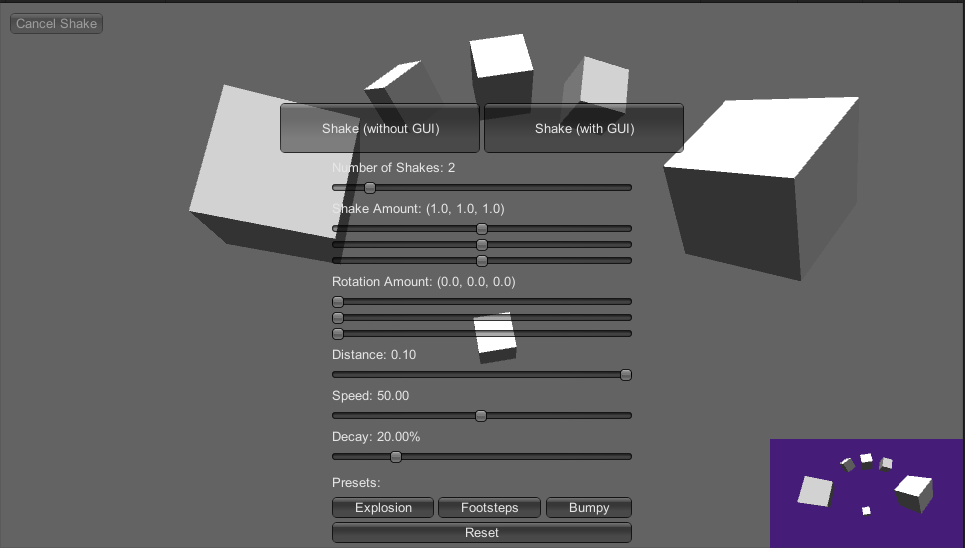 Cancel Shake
Shake (without GUI) Shake (with GUI)
Number of Shakes: 2
Shake Amount: (1.0, 1.0, 1.0)
Rotation Amount: (0.0, 0.0, 0.0)
Distance: 0.10
Speed: 50.00
Decay: 20.00%
Presets:
Explosion Footsteps Bumpy
Reset